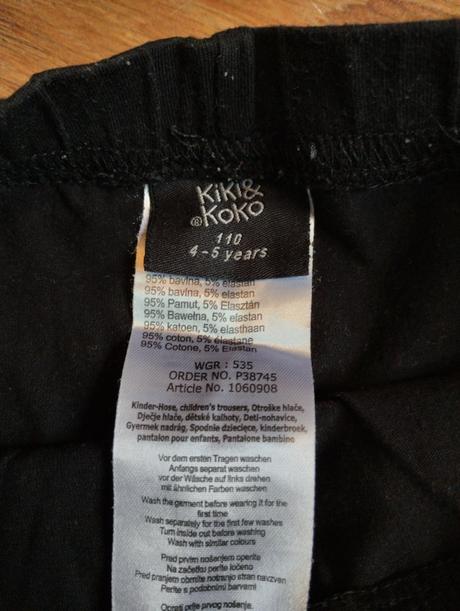 Kiki&
®Koko
110
4-5 years
95% bavlna, 5% elastan
95% bavlna, 5% elastan
95% Pamut, 5% Elasztán
95% Bawełna, 5% elastan
95% katoen, 5% elasthaan
95% coton, 5% élastane
95% Cotone, 5% Elastan
WGR : 535
ORDER NO. P38745
Article No. 1060908
Kinder-Hose, children's trousers, Otroške hlače,
Dječje hlače, dětské kalhoty, Deti-nohavice,
Gyermek nadrág, Spodnie dziecięce, kinderbroek,
pantalon pour enfants, Pantalone bambino
Vor dem ersten Tragen waschen
Anfangs separat waschen
vor der Wäsche auf links drehen
mit ähnlichen Farben waschen
Wash the garment before wearing it for the
first time
Wash separately for the first few washes
Turn inside out before washing
Wash with similar colours
Pred prvim nošenjem operite
Na začetku perite ločeno
Pred pranjem obrnite notranjo stran navzven
Perite s podobnimi barvami
Oprati prije prvog nošenje.